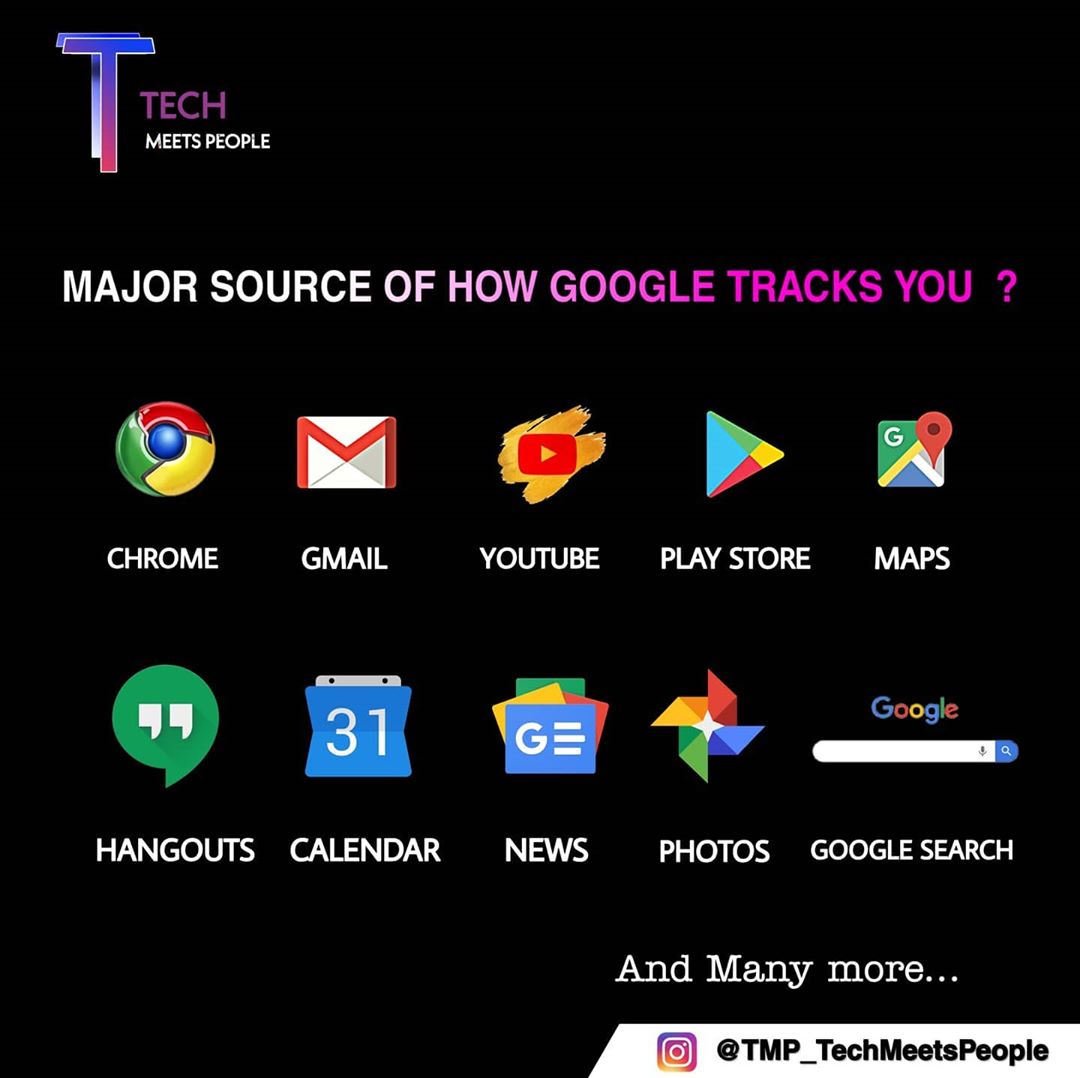 TECH
MEETS PEOPLE
MAJOR SOURCE OF HOW GOOGLE TRACKS YOU ?
CHROME GMAIL YOUTUBE PLAY STORE MAPS
G
31
G
Google
HANGOUTS CALENDAR NEWS PHOTOS GOOGLE SEARCH
And Many more...
@TMP_TechMeetsPeople